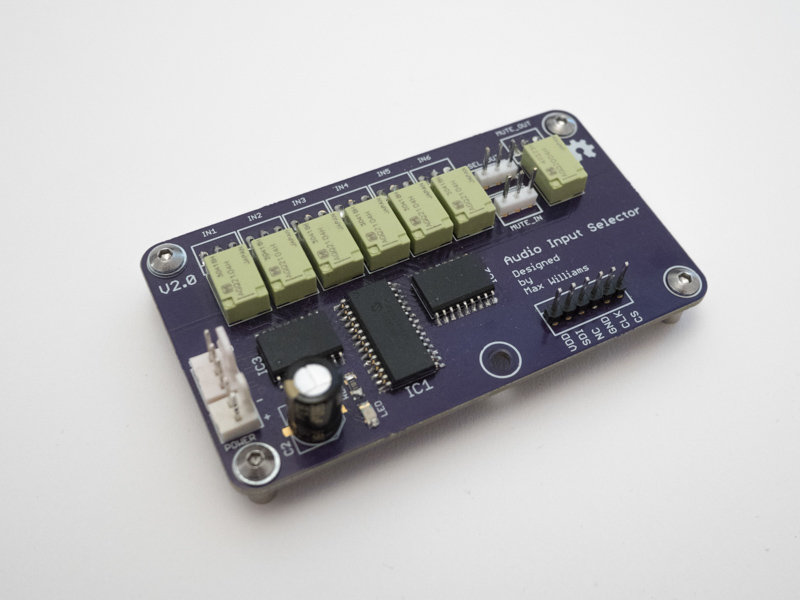 MUTE_OUT
IN6
IN5
IN4
IN3
IN2
IN1
MUTE_IN
V2.0
Audio Input Selector
Designed
by
Max Williams
IC3
IC1
LED
C2
POWER
-
+
VDD
SDI
NC
GND
CLK
CS